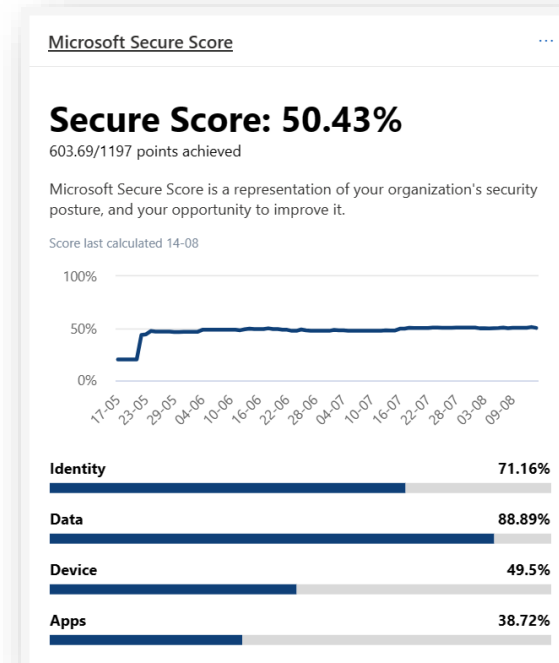 Microsoft Secure Score
...
Secure Score: 50.43%
603.69/1197 points achieved
Microsoft Secure Score is a representation of your organization's security
posture, and your opportunity to improve it.
Score last calculated 14-08
100%
50%
0%
17-05 23-05 29-05 04-06 10-06 16-06 22-06 28-06 04-07 10-07 16-07 22-07 28-07 03-08 09-08
Identity 71.16%
Data 88.89%
Device 49.5%
Apps 38.72%